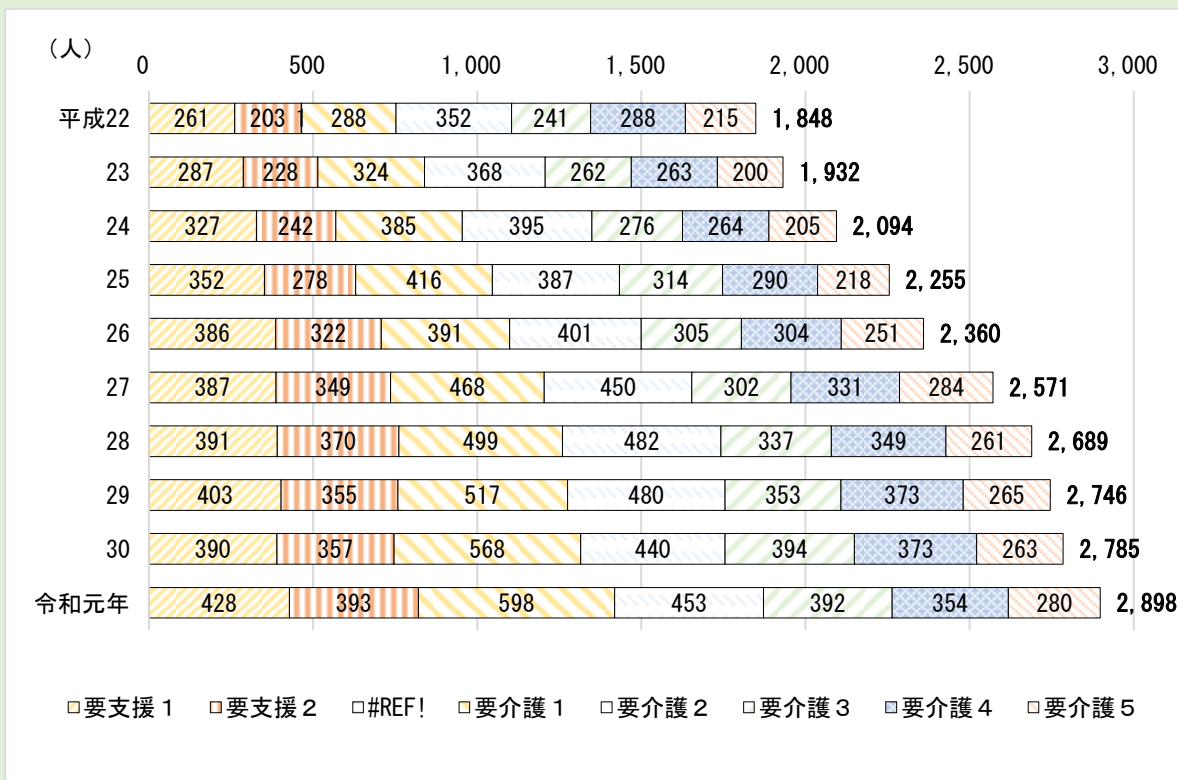 （人）
0 500 1,000 1,500 2,000 2,500 3,000
平成22 261 203 1 288 352 241 288 215 1,848
23 287 228 324 368 262 263 200 1,932
24 327 242 385 395 276 264 205 2,094
25 352 278 416 387 314 290 218 2,255
26 386 322 391 401 305 304 251 2,360
27 387 349 468 450 302 331 284 2,571
28 391 370 499 482 337 349 261 2,689
29 403 355 517 480 353 373 265 2,746
30 390 357 568 440 394 373 263 2,785
令和元年 428 393 598 453 392 354 280 2,898
要支援１ 要支援２ #REF! 要介護１ 要介護２ 要介護３ 要介護４ 要介護５